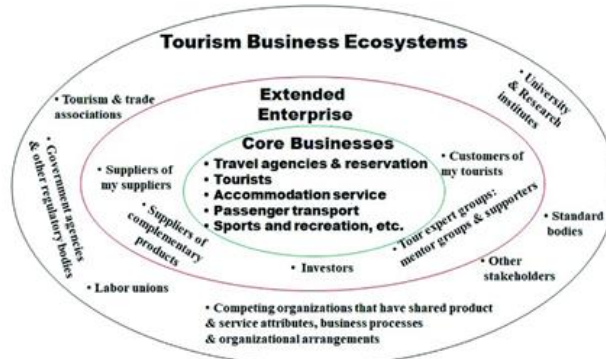 Tourism Business Ecosystems
• University
& Research
institutes
• Tourism & trade
associations
Extended
Enterprise
• Government agencies
& other regulatory bodies
Core Businesses
• Travel agencies & reservation
• Tourists
• Accommodation service
• Passenger transport
• Sports and recreation, etc.
• Suppliers of
my suppliers
• Customers of
my tourists
• Suppliers of
complementary
products
• Tour expert groups:
mentor groups & supporters
• Standard
bodies
• Investors
• Other
stakeholders
• Labor unions
• Competing organizations that have shared product
& service attributes, business processes
& organizational arrangements